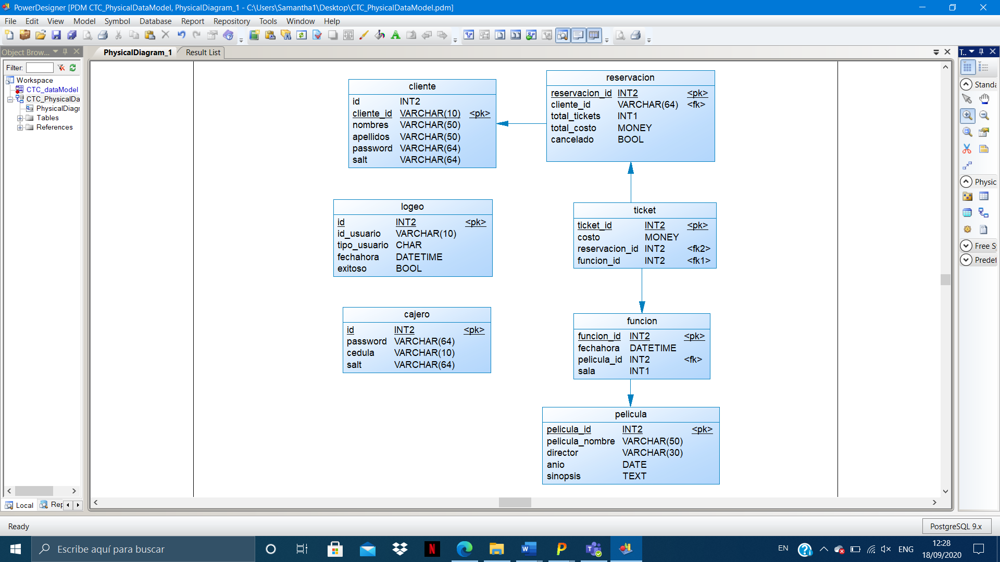 PowerDesigner [PDM CTC_PhysicalDataModel, PhysicalDiagram_1 - C:\Users\Samantha1\Desktop\CTC_PhysicalDataModel.pdm]
File Edit View Model Symbol Database Report Repository Tools Window Help
Object Brow...
PhysicalDiagram_1 Result List
T..
Filter:
Workspace
CTC_dataModel
CTC_PhysicalDa
PhysicalDiagr
Tables
References
Local Rep
cliente
id INT2
cliente_id VARCHAR(10) <pk>
nombres VARCHAR(50)
apellidos VARCHAR(50)
password VARCHAR(64)
salt VARCHAR(64)
reservacion
reservacion_id INT2 <pk>
cliente_id VARCHAR(64) <fk>
total_tickets INT1
total_costo MONEY
cancelado BOOL
logeo
id INT2 <pk>
id_usuario VARCHAR(10)
tipo_usuario CHAR
fechahora DATETIME
exitoso BOOL
ticket
ticket_id INT2 <pk>
costo MONEY
reservacion_id INT2 <fk2>
funcion_id INT2 <fk1>
cajero
id INT2 <pk>
password VARCHAR(64)
cedula VARCHAR(10)
salt VARCHAR(64)
funcion
funcion_id INT2 <pk>
fechahora DATETIME
pelicula_id INT2 <fk>
sala INT1
pelicula
pelicula_id INT2 <pk>
pelicula_nombre VARCHAR(50)
director VARCHAR(30)
anio DATE
sinopsis TEXT
Standa
Physic
Free Sy
Predef
Ready
PostgreSQL 9.x
Escribe aquí para buscar
EN
ENG
12:28
18/09/2020